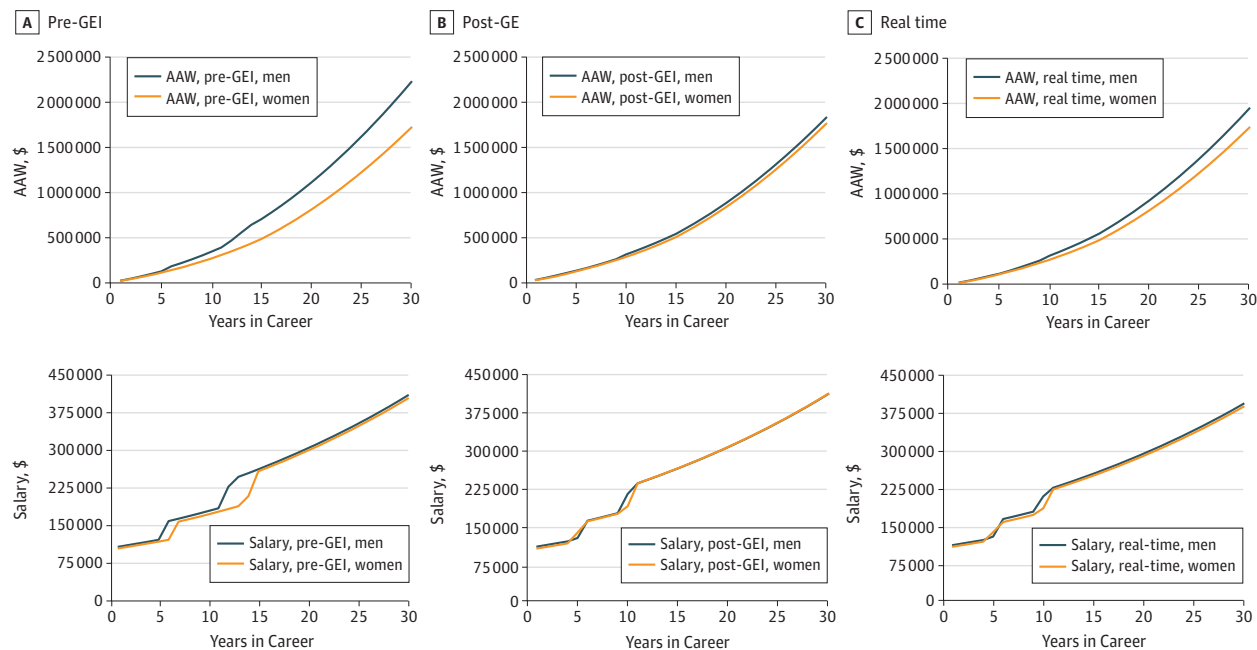 A Pre-GEI
B Post-GE
C Real time
2 500 000
2 000 000
1 500 000
1 000 000
500 000
0
AAW, $
AAW, pre-GEI, men
AAW, pre-GEI, women
0 5 10 15 20 25 30
Years in Career
2 500 000
2 000 000
1 500 000
1 000 000
500 000
0
AAW, $
AAW, post-GEI, men
AAW, post-GEI, women
0 5 10 15 20 25 30
Years in Career
2 500 000
2 000 000
1 500 000
1 000 000
500 000
0
AAW, $
AAW, real time, men
AAW, real time, women
0 5 10 15 20 25 30
Years in Career
450 000
375 000
300 000
225 000
150 000
75 000
0
Salary, $
Salary, pre-GEI, men
Salary, pre-GEI, women
0 5 10 15 20 25 30
Years in Career
450 000
375 000
300 000
225 000
150 000
75 000
0
Salary, $
Salary, post-GEI, men
Salary, post-GEI, women
0 5 10 15 20 25 30
Years in Career
450 000
375 000
300 000
225 000
150 000
75 000
0
Salary, $
Salary, real-time, men
Salary, real-time, women
0 5 10 15 20 25 30
Years in Career